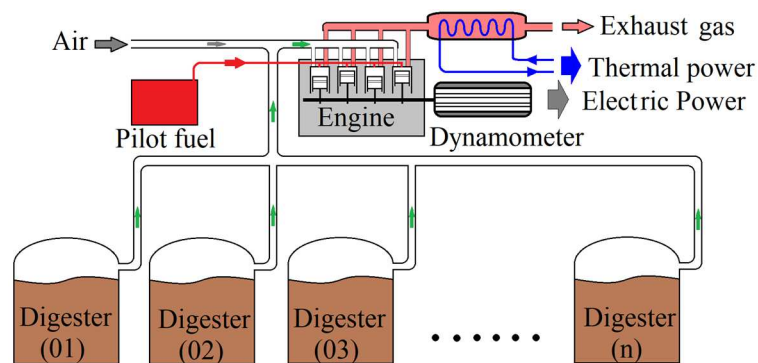 Air
Exhaust gas
Thermal power
Electric Power
Engine
Pilot fuel
Dynamometer
Digester
(01)
Digester
(02)
Digester
(03)
Digester
(n)